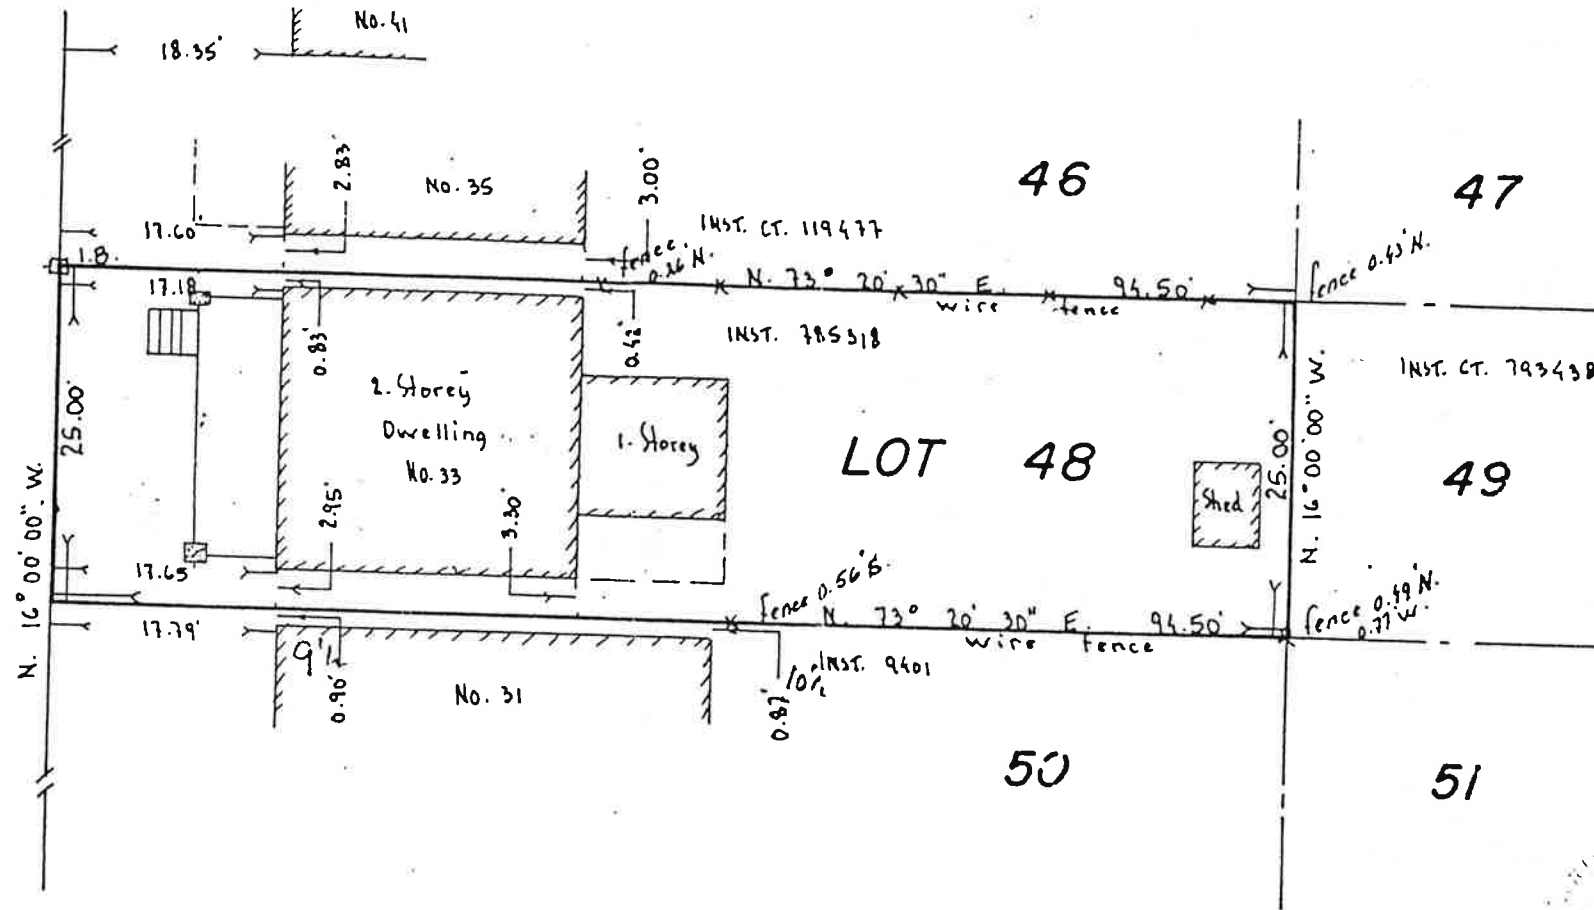 No. 41
18.35'
2.83'
No. 35
3.00'
46
47
17.60'
INST. CT. 119477
I.B.
fence
0.26' N.
fence 0.43' N.
17.18
N. 73° 20' 30" E. 94.50'
wire fence
0.83'
0.42'
INST. 785318
INST. CT. 793438
25.00'
2. Storey
Dwelling
No. 33
1. Storey
LOT 48
Shed
25.00'
N. 16° 00' 00" W.
49
N. 16° 00' 00" W.
2.95'
3.30'
17.65
fence 0.56' S.
N. 73° 20' 30" E. 94.50'
wire fence
fence 0.49' N.
0.77' W.
17.79'
9"
0.90'
No. 31
0.87'
INST. 9401
50
51